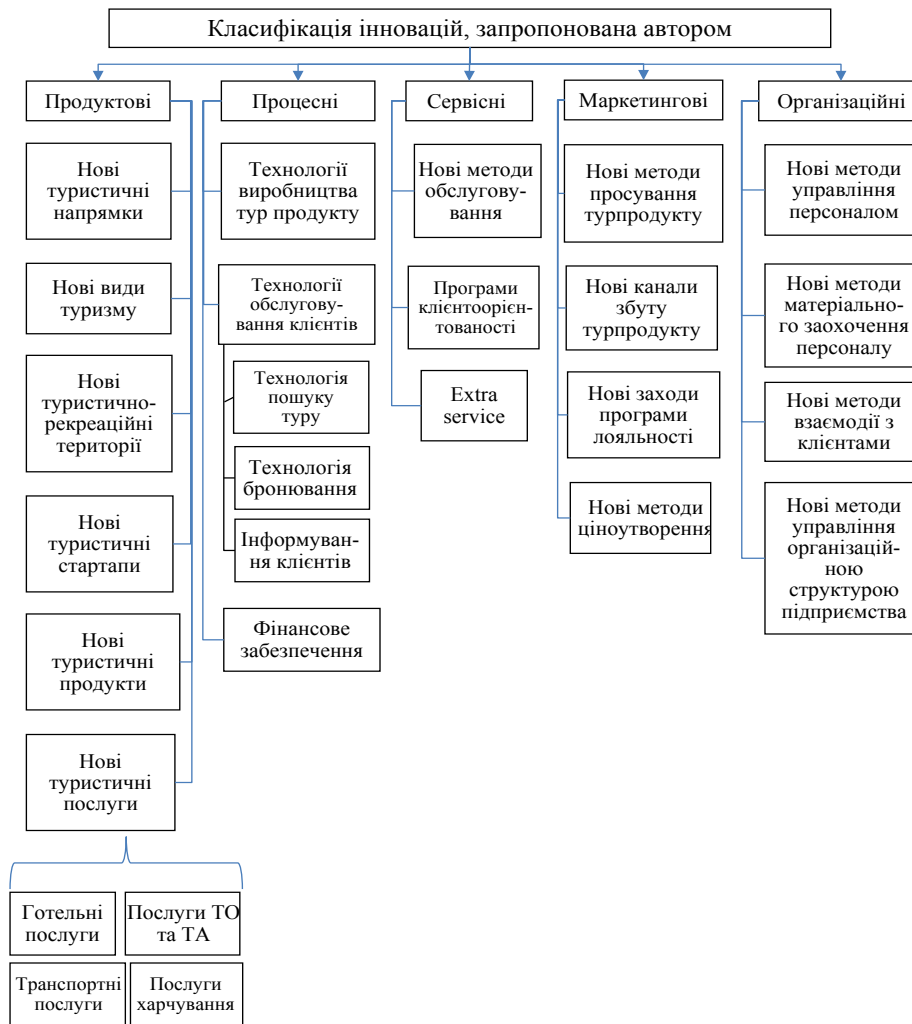 Класифікація інновацій, запропонована автором
Продуктові
Процесні
Сервісні
Маркетингові
Організаційні
Нові
туристичні
напрямки
Нові види
туризму
Нові
туристично-
рекреаційні
території
Нові
туристичні
стартапи
Нові
туристичні
продукти
Нові
туристичні
послуги
Готельні
послуги
Послуги ТО
та ТА
Транспортні
послуги
Послуги
харчування
Технології
виробництва
тур продукту
Технології
обслугову-
вання клієнтів
Технологія
пошуку
туру
Технологія
бронювання
Інформуван-
ня клієнтів
Фінансове
забезпечення
Нові методи
обслугову-
вання
Програми
клієнтоорієн-
тованості
Extra
service
Нові методи
просування
турпродукту
Нові канали
збуту
турпродукту
Нові заходи
програми
лояльності
Нові методи
ціноутворення
Нові методи
управління
персоналом
Нові методи
матеріально-
го заохочення
персоналу
Нові методи
взаємодії з
клієнтами
Нові методи
управління
організацій-
ною
структурою
підприємства